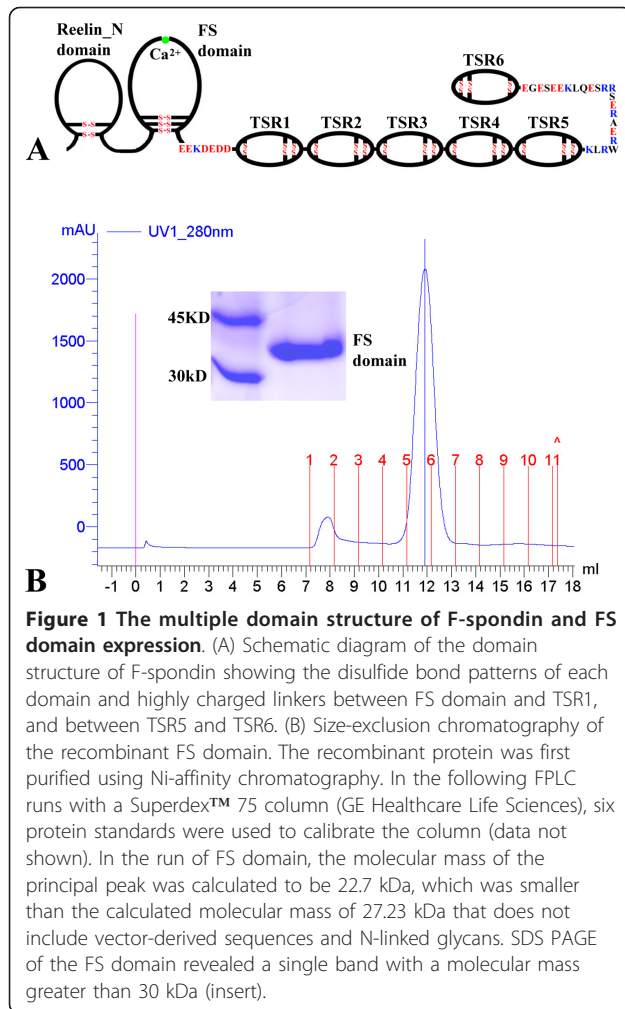 Reelin_N
domain
FS
domain
Ca2+
S-S
S-S
S-S
S-S
S-S
A
EEKDEDD
TSR1
TSR2
TSR3
TSR4
TSR5
TSR6
EGESEEKLQESRR
S
E
R
A
E
R
KLRW
mAU
UV1_280nm
2000
1500
1000
500
0
45KD
30kD
FS
domain
1 2 3 4 5 6 7 8 9 10 11
^
-1 0 1 2 3 4 5 6 7 8 9 10 11 12 13 14 15 16 17 18
ml
B
Figure 1 The multiple domain structure of F-spondin and FS
domain expression. (A) Schematic diagram of the domain
structure of F-spondin showing the disulfide bond patterns of each
domain and highly charged linkers between FS domain and TSR1,
and between TSR5 and TSR6. (B) Size-exclusion chromatography of
the recombinant FS domain. The recombinant protein was first
purified using Ni-affinity chromatography. In the following FPLC
runs with a Superdex™ 75 column (GE Healthcare Life Sciences), six
protein standards were used to calibrate the column (data not
shown). In the run of FS domain, the molecular mass of the
principal peak was calculated to be 22.7 kDa, which was smaller
than the calculated molecular mass of 27.23 kDa that does not
include vector-derived sequences and N-linked glycans. SDS PAGE
of the FS domain revealed a single band with a molecular mass
greater than 30 kDa (insert).